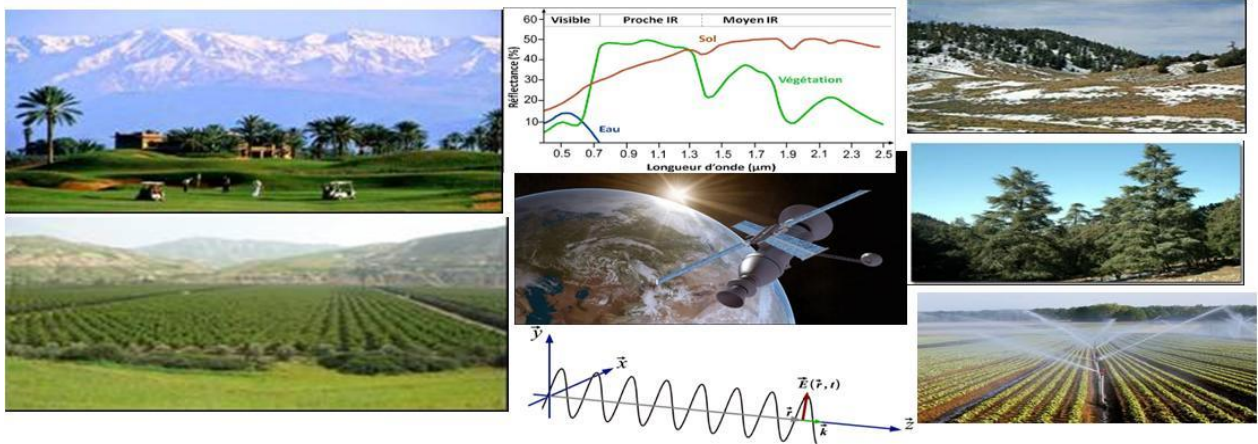 60
50
40
30
20
10
Réflectance (%)
Visible
Proche IR
Moyen IR
Sol
Végétation
Eau
0.5 0.7 0.9 1.1 1.3 1.5 1.7 1.9 2.1 2.3 2.5
Longueur d'onde (μm)
y⃗
x⃗
E⃗(r⃗, t)
r⃗
k⃗
z⃗